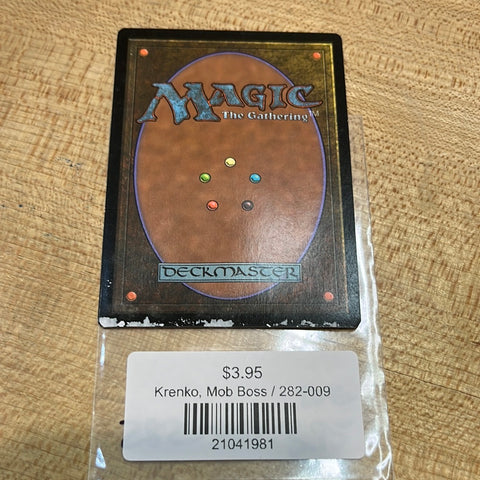 MAGIC
The Gathering™
DECKMASTER
$3.95
Krenko, Mob Boss / 282-009
21041981